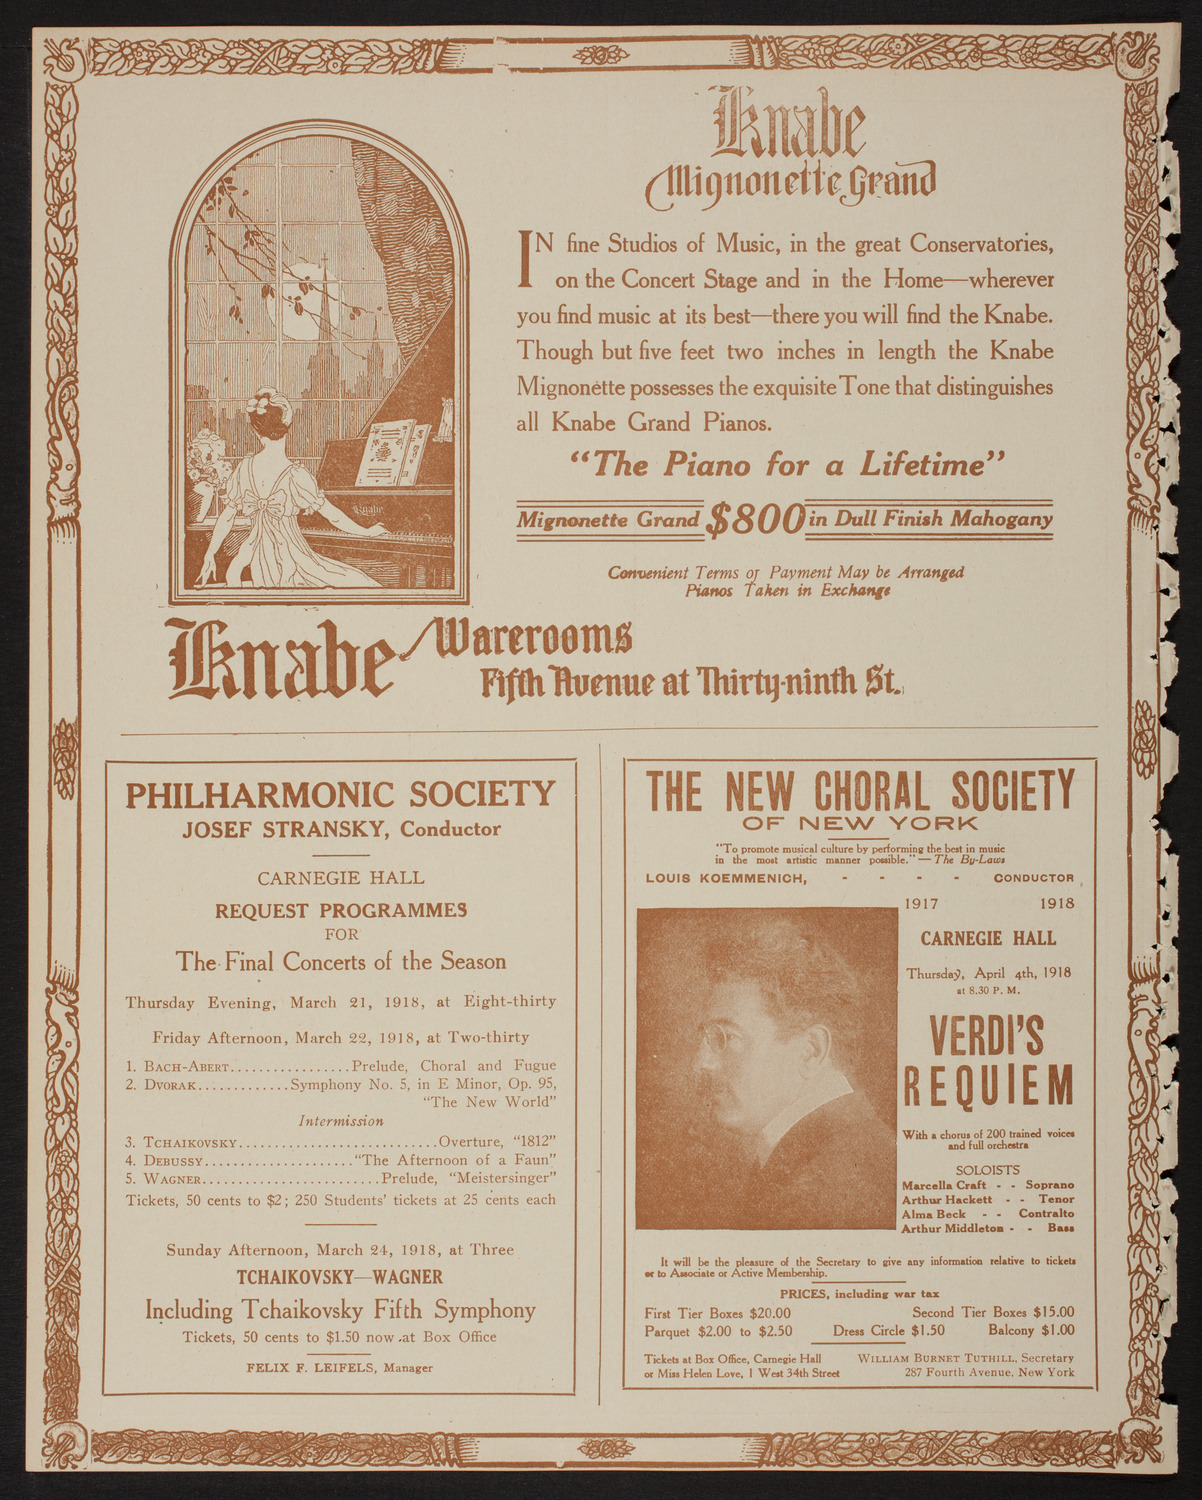 Knabe
Mignonette Grand
IN fine Studios of Music, in the great Conservatories,
on the Concert Stage and in the Home—wherever
you find music at its best—there you will find the Knabe.
Though but five feet two inches in length the Knabe
Mignonette possesses the exquisite Tone that distinguishes
all Knabe Grand Pianos.
"The Piano for a Lifetime"
Mignonette Grand $800 in Dull Finish Mahogany
Convenient Terms of Payment May be Arranged
Pianos Taken in Exchange
Knabe
Knabe Warerooms
Fifth Avenue at Thirty-ninth St.
PHILHARMONIC SOCIETY
JOSEF STRANSKY, Conductor
CARNEGIE HALL
REQUEST PROGRAMMES
FOR
The Final Concerts of the Season
Thursday Evening, March 21, 1918, at Eight-thirty
Friday Afternoon, March 22, 1918, at Two-thirty
1. BACH-ABERT.................Prelude, Choral and Fugue
2. DVORAK.............Symphony No. 5, in E Minor, Op. 95,
"The New World"
Intermission
3. TCHAIKOVSKY............................Overture, "1812"
4. DEBUSSY....................."The Afternoon of a Faun"
5. WAGNER.........................Prelude, "Meistersinger"
Tickets, 50 cents to $2; 250 Students' tickets at 25 cents each
Sunday Afternoon, March 24, 1918, at Three
TCHAIKOVSKY—WAGNER
Including Tchaikovsky Fifth Symphony
Tickets, 50 cents to $1.50 now at Box Office
FELIX F. LEIFELS, Manager
THE NEW CHORAL SOCIETY
OF NEW YORK
"To promote musical culture by performing the best in music
in the most artistic manner possible."—The By-Laws
LOUIS KOEMMENICH, - - - - CONDUCTOR
1917 1918
CARNEGIE HALL
Thursday, April 4th, 1918
at 8.30 P. M.
VERDI'S
REQUIEM
With a chorus of 200 trained voices
and full orchestra
SOLOISTS
Marcella Craft - - Soprano
Arthur Hackett - - Tenor
Alma Beck - - Contralto
Arthur Middleton - - Bass
It will be the pleasure of the Secretary to give any information relative to tickets
or to Associate or Active Membership.
PRICES, including war tax
First Tier Boxes $20.00 Second Tier Boxes $15.00
Parquet $2.00 to $2.50 Dress Circle $1.50 Balcony $1.00
Tickets at Box Office, Carnegie Hall
or Miss Helen Love, 1 West 34th Street
WILLIAM BURNET TUTHILL, Secretary
287 Fourth Avenue, New York